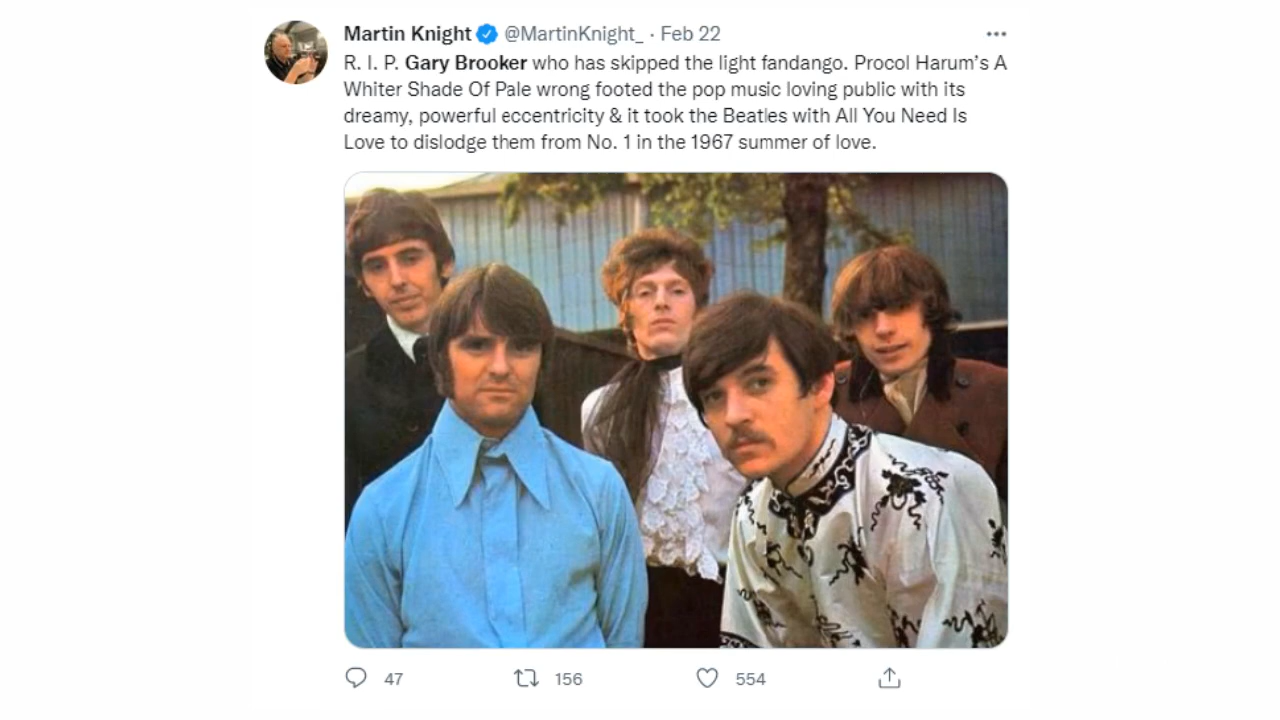 Martin Knight @MartinKnight_ · Feb 22
R. I. P. Gary Brooker who has skipped the light fandango. Procol Harum’s A
Whiter Shade Of Pale wrong footed the pop music loving public with its
dreamy, powerful eccentricity & it took the Beatles with All You Need Is
Love to dislodge them from No. 1 in the 1967 summer of love.
47 156 554